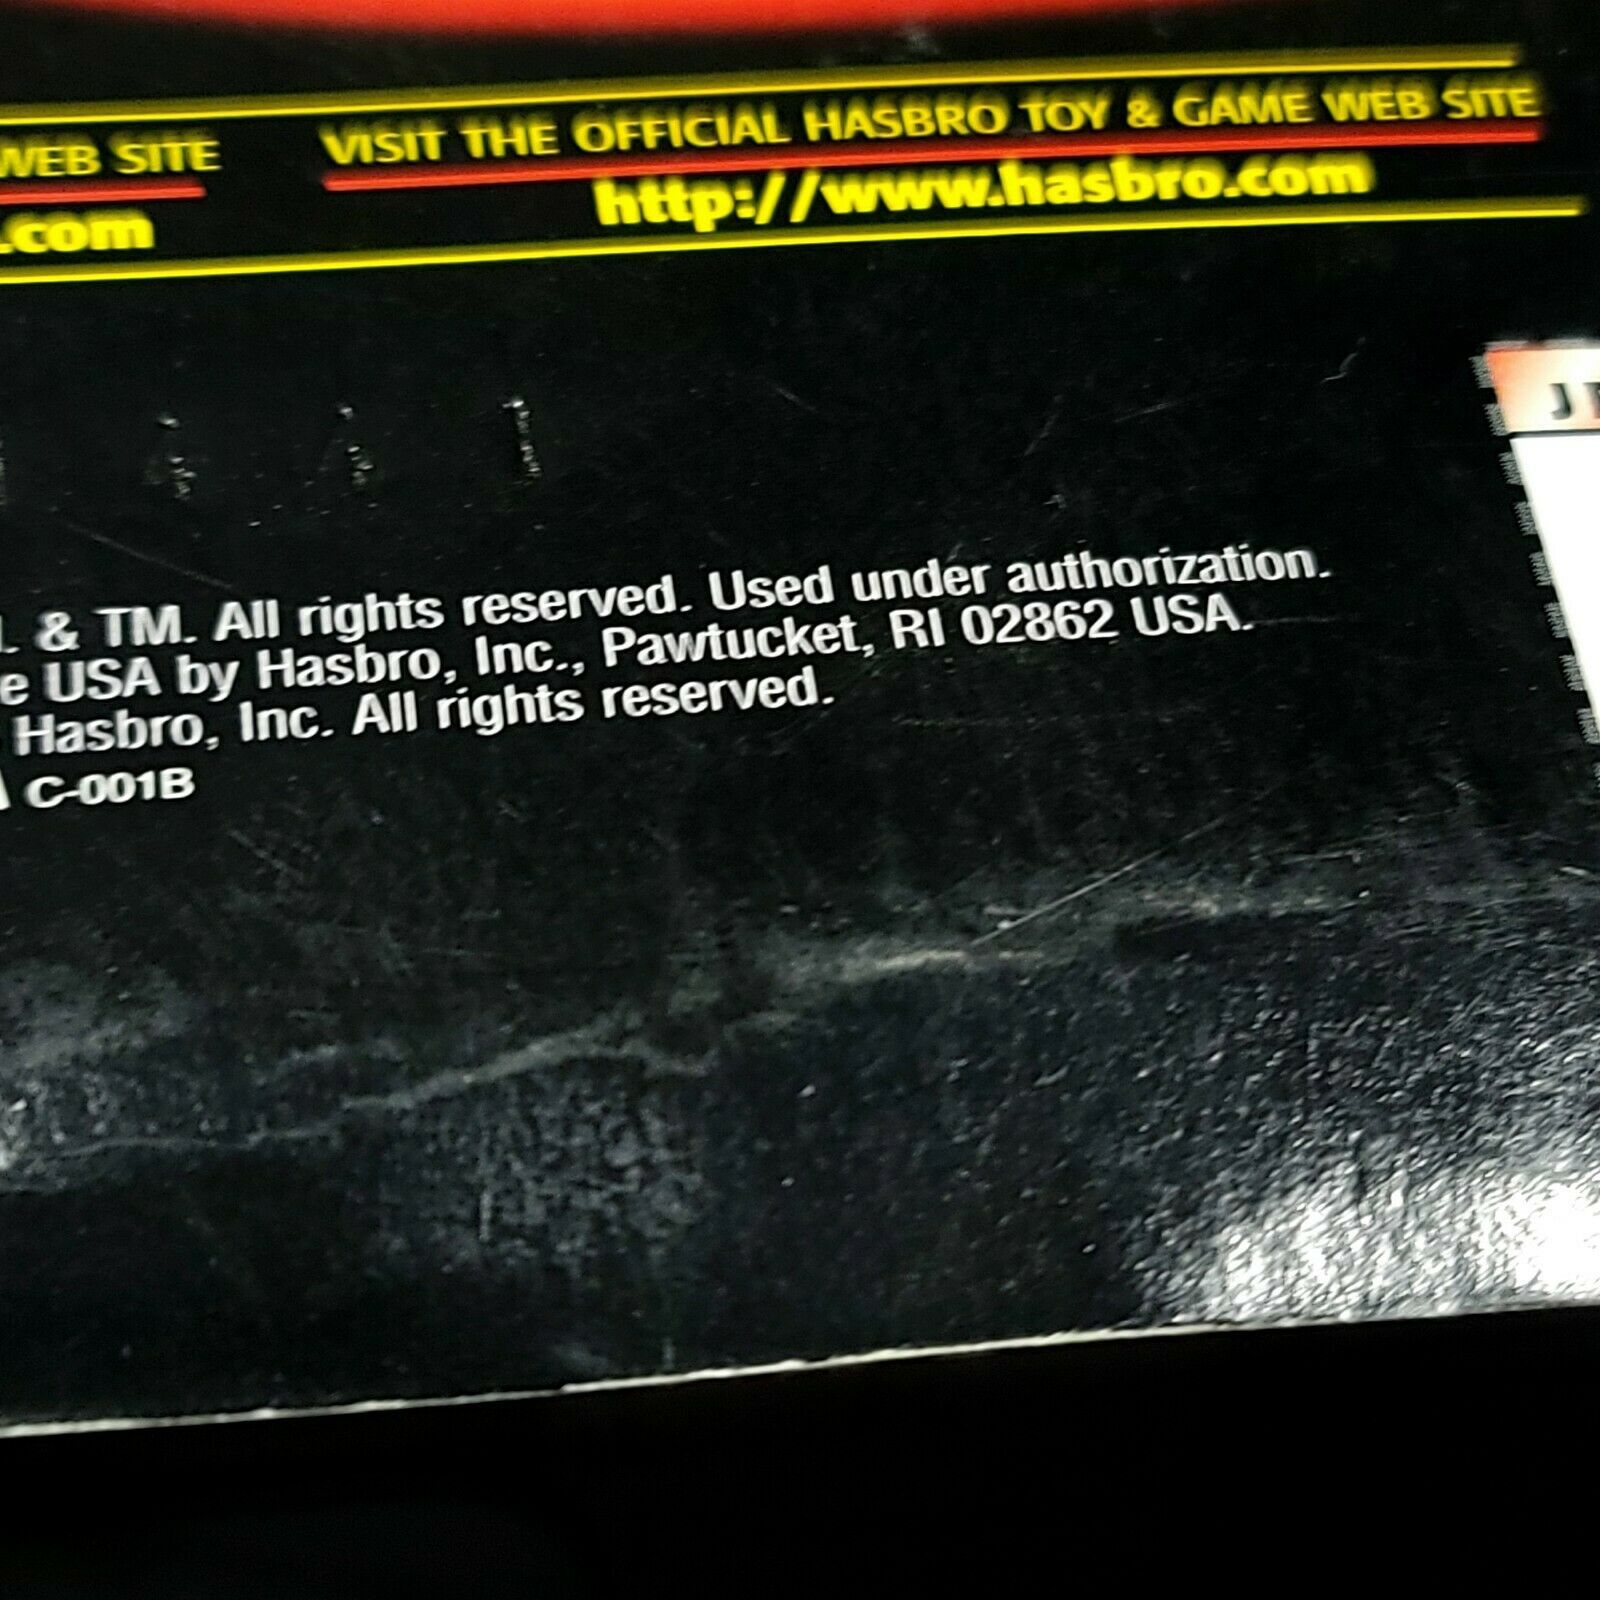 WEB SITE VISIT THE OFFICIAL HASBRO TOY & GAME WEB SITE
.com http://www.hasbro.com
& TM. All rights reserved. Used under authorization.
e USA by Hasbro, Inc., Pawtucket, RI 02862 USA.
Hasbro, Inc. All rights reserved.
C-001B